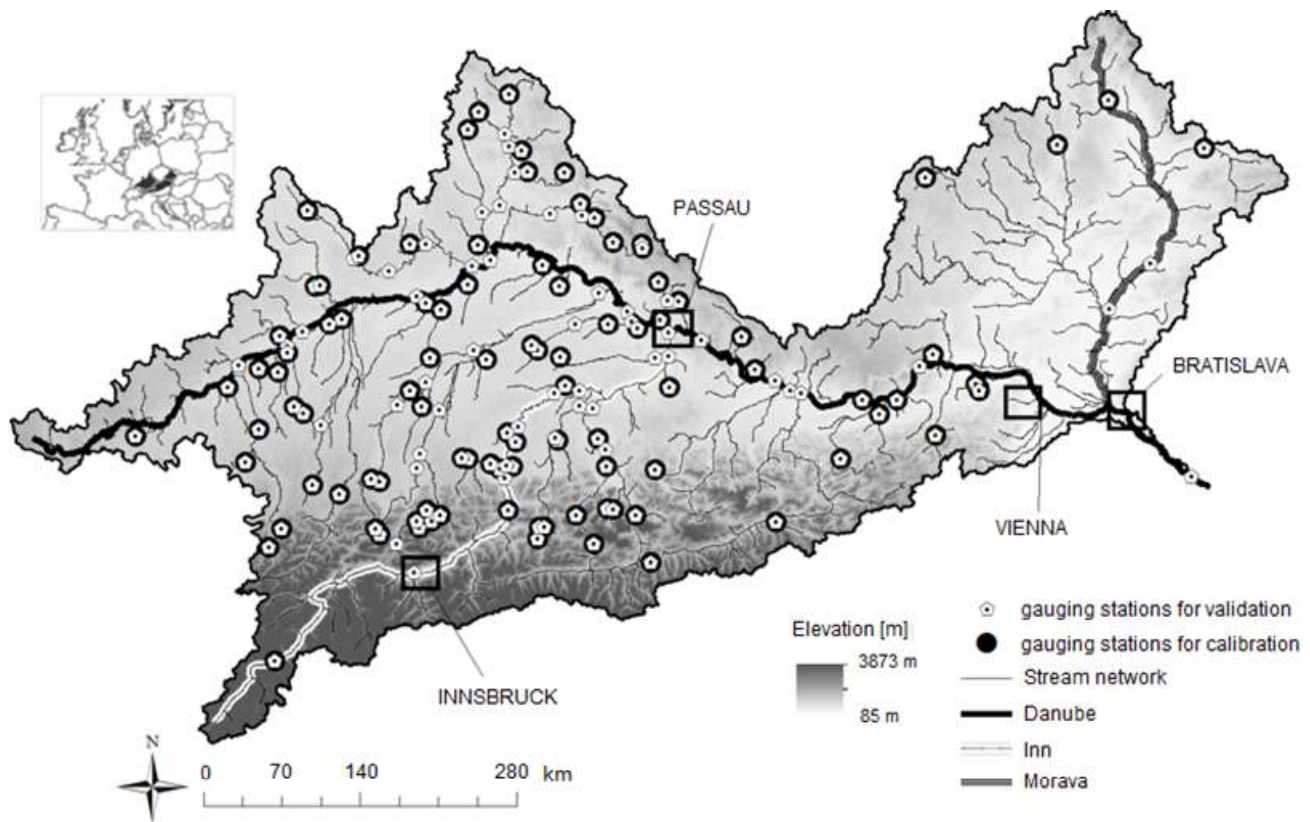 PASSAU
BRATISLAVA
VIENNA
INNSBRUCK
Elevation [m]
3873 m
85 m
gauging stations for validation
gauging stations for calibration
Stream network
Danube
Inn
Morava
N
0 70 140 280 km